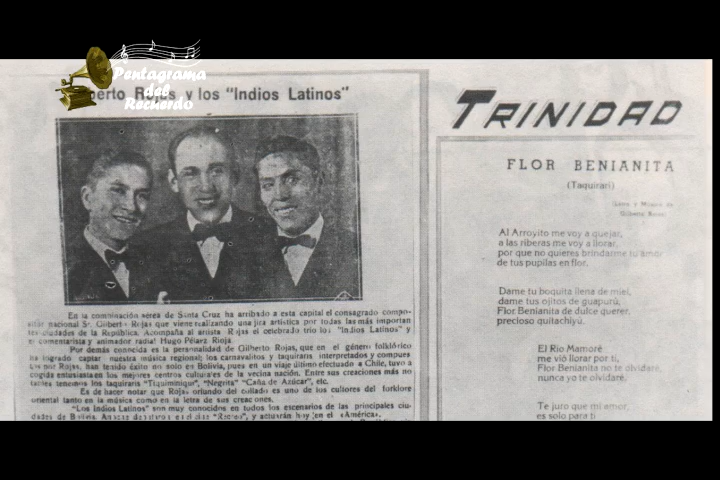 Pentagrama
del
Recuerdo
Rojas y los "Indios Latinos"
En la combinación aérea de Santa Cruz ha arribado a esta capital el consagrado compo-
sitor nacional Sr. Gilbert Rojas que viene realizando una jira artística por todas las más importan
tes ciudades de la República. Acompaña al artista Rojas el celebrado trío los "Indios Latinos" y
el comentarista y animador radial Hugo Peláez Rioja.
Por demás conocida es la personalidad de Gilberto Rojas, que en el género folklórico
ha logrado captar nuestra música regional; los carnavalitos y taquiraris interpretados y compues
tos por Rojas, han tenido éxito no solo en Bolivia, pues en un viaje último efectuado a Chile, tuvo a
cogida entusiasta en los mejores centros culturales de la vecina nación. Entre sus creaciones más no
tables tenemos los taquiraris "Tiquiminique", "Negrita" "Caña de Azúcar", etc.
Es de hacer notar que Rojas oriundo del collado es uno de los cultores del forklore
oriental tanto en la música como en la letra de sus creaciones.
"Los Indios Latinos" son muy conocidos en todos los escenarios de las principales ciu-
dades de Bolivia. y actuarán hoy en el «América».
TRINIDAD
FLOR BENIANITA
(Taquirari)
(Letra y Música de
Gilberto Rojas)
Al Arroyito me voy a quejar,
a las riberas me voy a llorar,
por que no quieres brindarme tu amor
de tus pupilas en flor.
Dame tu boquita llena de miel,
dame tus ojitos de guapurú,
Flor Benianita de dulce querer,
precioso quitachiyú.
El Río Mamoré
me vió llorar por ti,
Flor Benianita no te olvidare,
nunca yo te olvidaré.
Te juro que mi amor,
es solo para ti